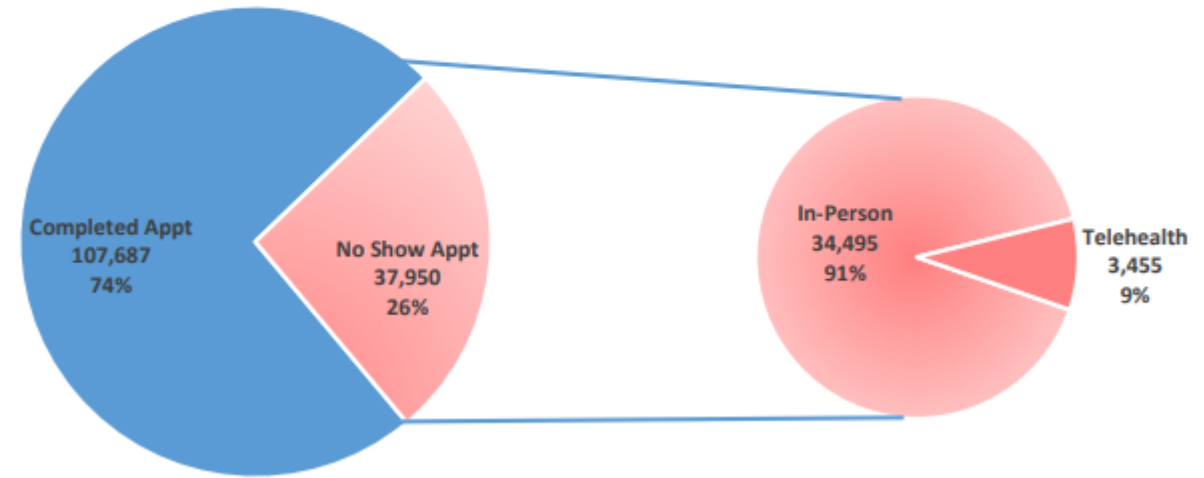 Completed Appt
107,687
74%
No Show Appt
37,950
26%
In-Person
34,495
91%
Telehealth
3,455
9%